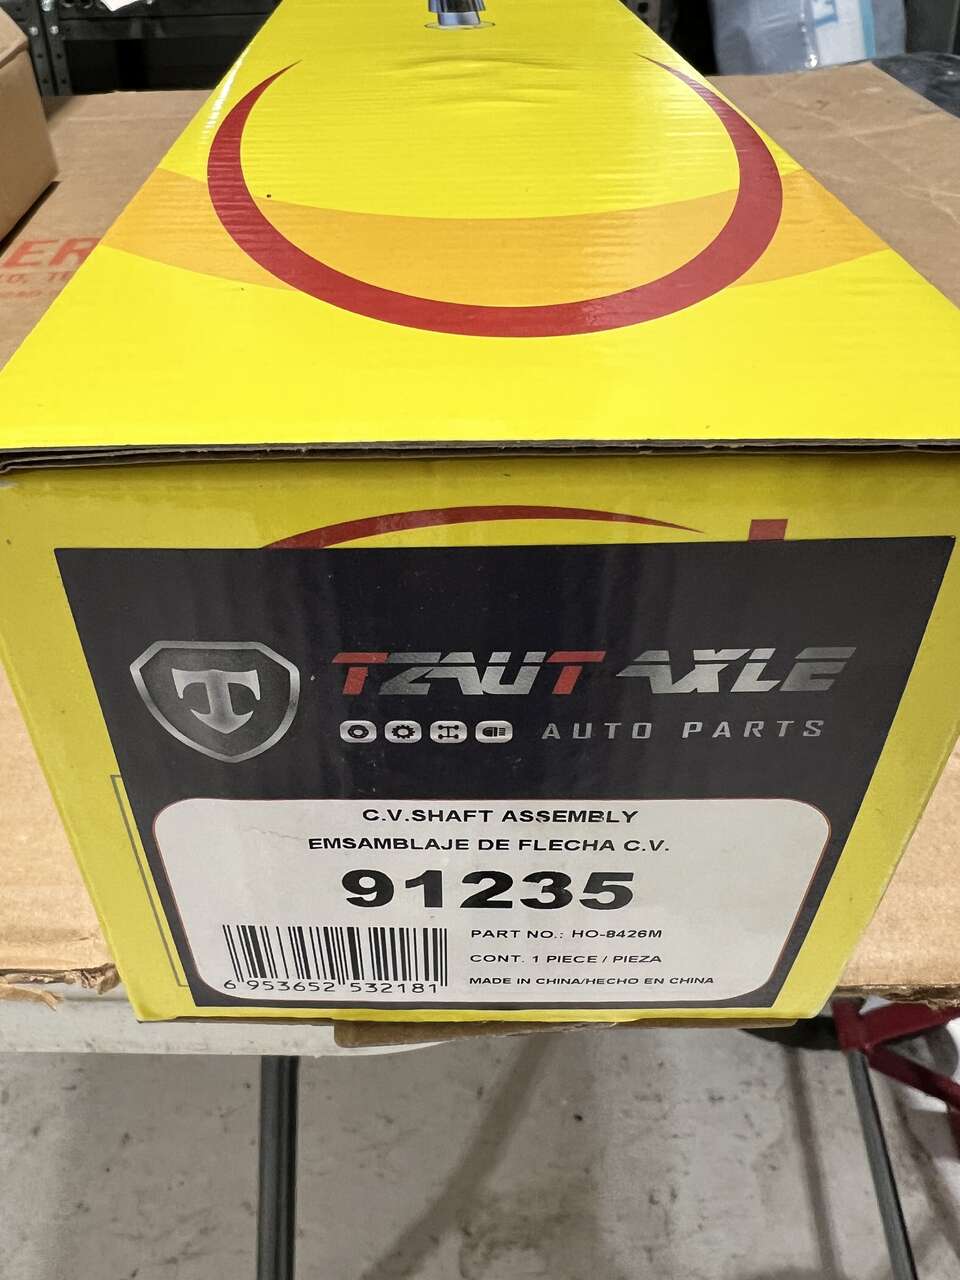 ER
TZAUT AXLE
AUTO PARTS
C.V.SHAFT ASSEMBLY
EMSAMBLAJE DE FLECHA C.V.
91235
PART NO.: HO-8426M
CONT. 1 PIECE / PIEZA
MADE IN CHINA/HECHO EN CHINA
6 953652 532181